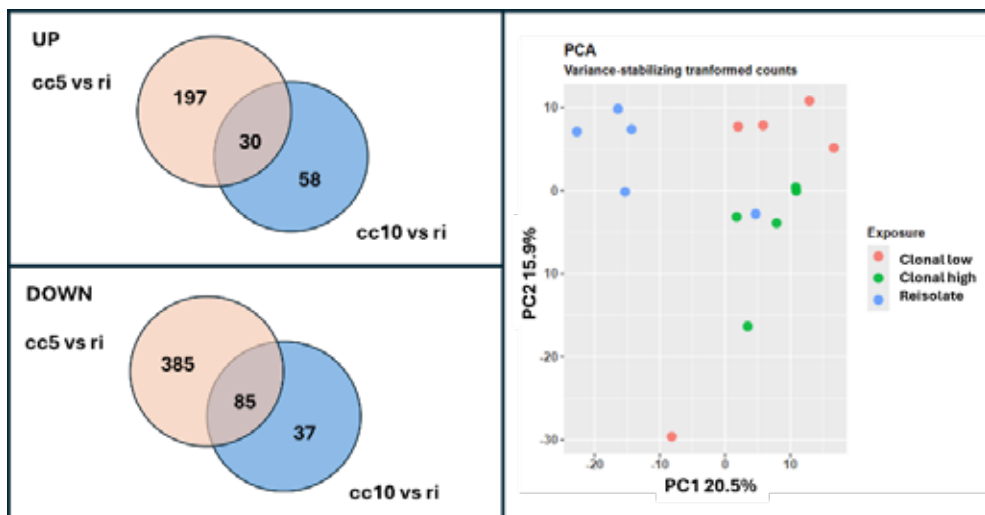 UP
cc5 vs ri
197
30
58
cc10 vs ri
DOWN
cc5 vs ri
385
85
37
cc10 vs ri
PCA
Variance-stabilizing tranformed counts
10
0
10
-20
-30
PC2 15.9%
-20
-10
0
10
PC1 20.5%
Exposure
Clonal low
Clonal high
Reisolate